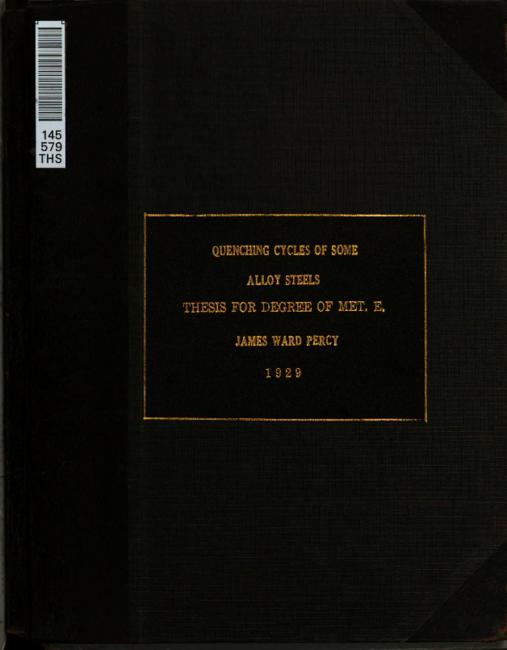 145
579
THS
QUENCHING CYCLES OF SOME
ALLOY STEELS
THESIS FOR DEGREE OF MET. E.
JAMES WARD PERCY
1929